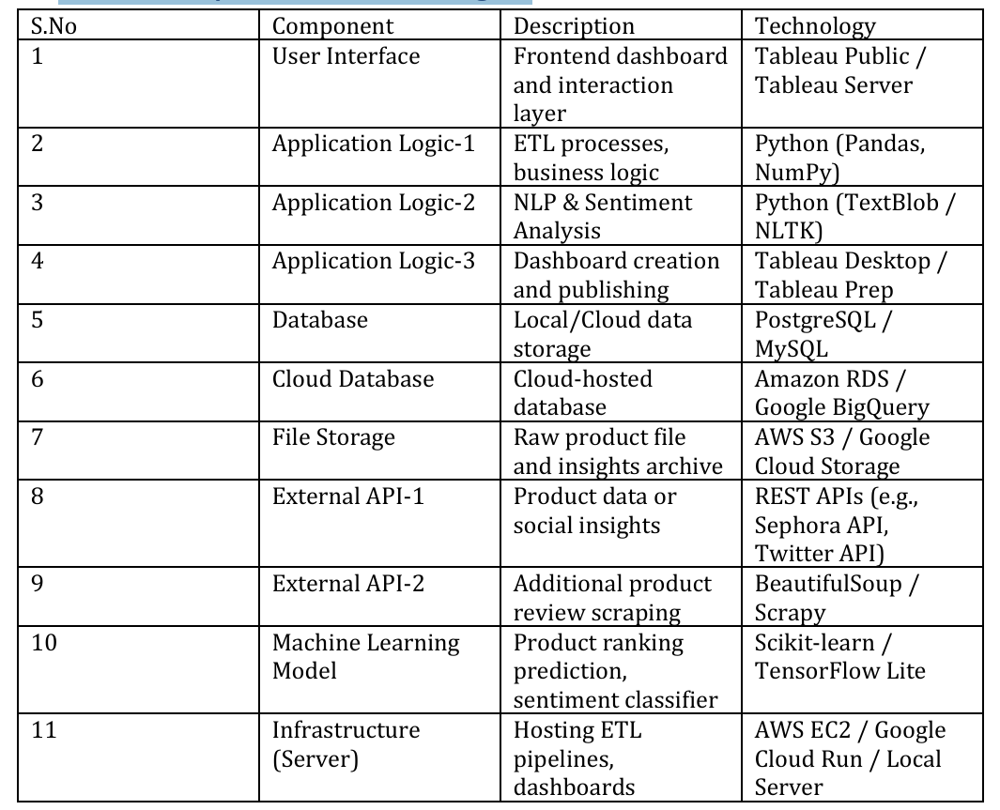 S.No Component Description Technology
1 User Interface Frontend dashboard Tableau Public /
and interaction Tableau Server
layer
2 Application Logic-1 ETL processes, Python (Pandas,
business logic NumPy)
3 Application Logic-2 NLP & Sentiment Python (TextBlob /
Analysis NLTK)
4 Application Logic-3 Dashboard creation Tableau Desktop /
and publishing Tableau Prep
5 Database Local/Cloud data PostgreSQL /
storage MySQL
6 Cloud Database Cloud-hosted Amazon RDS /
database Google BigQuery
7 File Storage Raw product file AWS S3 / Google
and insights archive Cloud Storage
8 External API-1 Product data or REST APIs (e.g.,
social insights Sephora API,
Twitter API)
9 External API-2 Additional product BeautifulSoup /
review scraping Scrapy
10 Machine Learning Product ranking Scikit-learn /
Model prediction, TensorFlow Lite
sentiment classifier
11 Infrastructure Hosting ETL AWS EC2 / Google
(Server) pipelines, Cloud Run / Local
dashboards Server